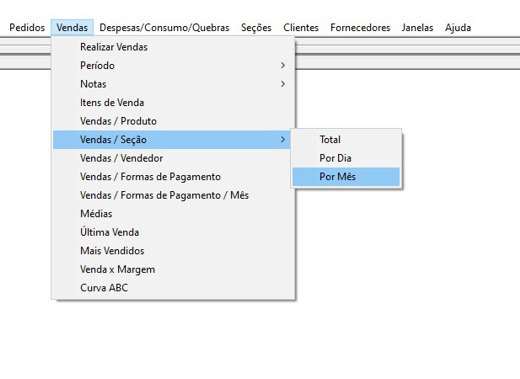 Pedidos Vendas Despesas/Consumo/Quebras Seções Clientes Fornecedores Janelas Ajuda
Realizar Vendas
Período
Notas
Itens de Venda
Vendas / Produto
Vendas / Seção
Total
Por Dia
Por Mês
Vendas / Vendedor
Vendas / Formas de Pagamento
Vendas / Formas de Pagamento / Mês
Médias
Última Venda
Mais Vendidos
Venda x Margem
Curva ABC